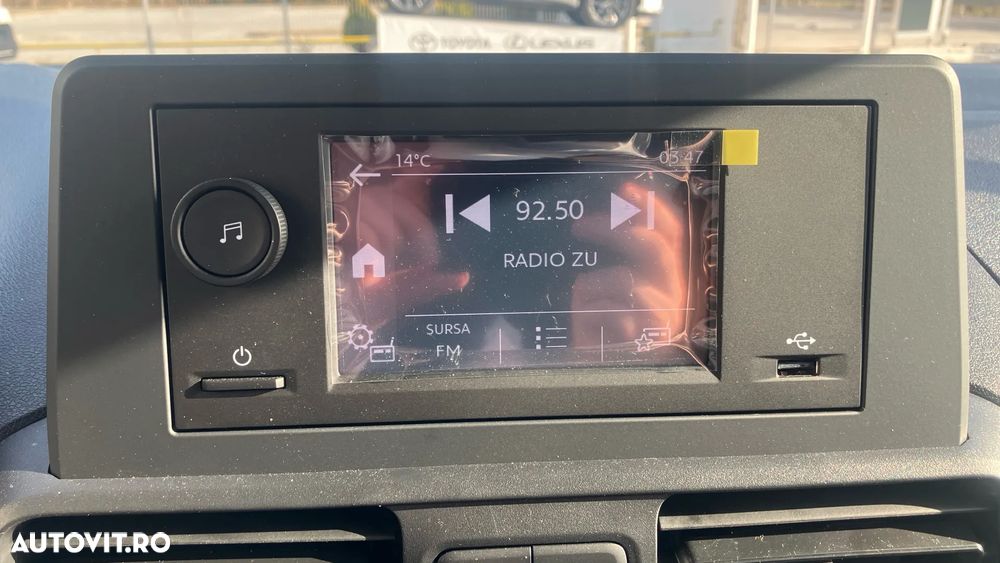 TOYOTA LEXUS
14°C 03:47
92.50
RADIO ZU
SURSA
FM
AUTOVIT.RO